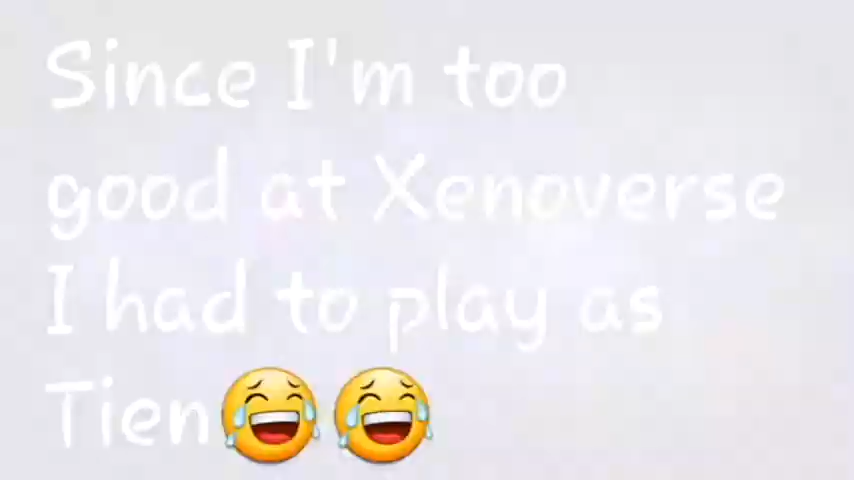 Since I'm too
good at Xenoverse
I had to play as
Tien😂😂